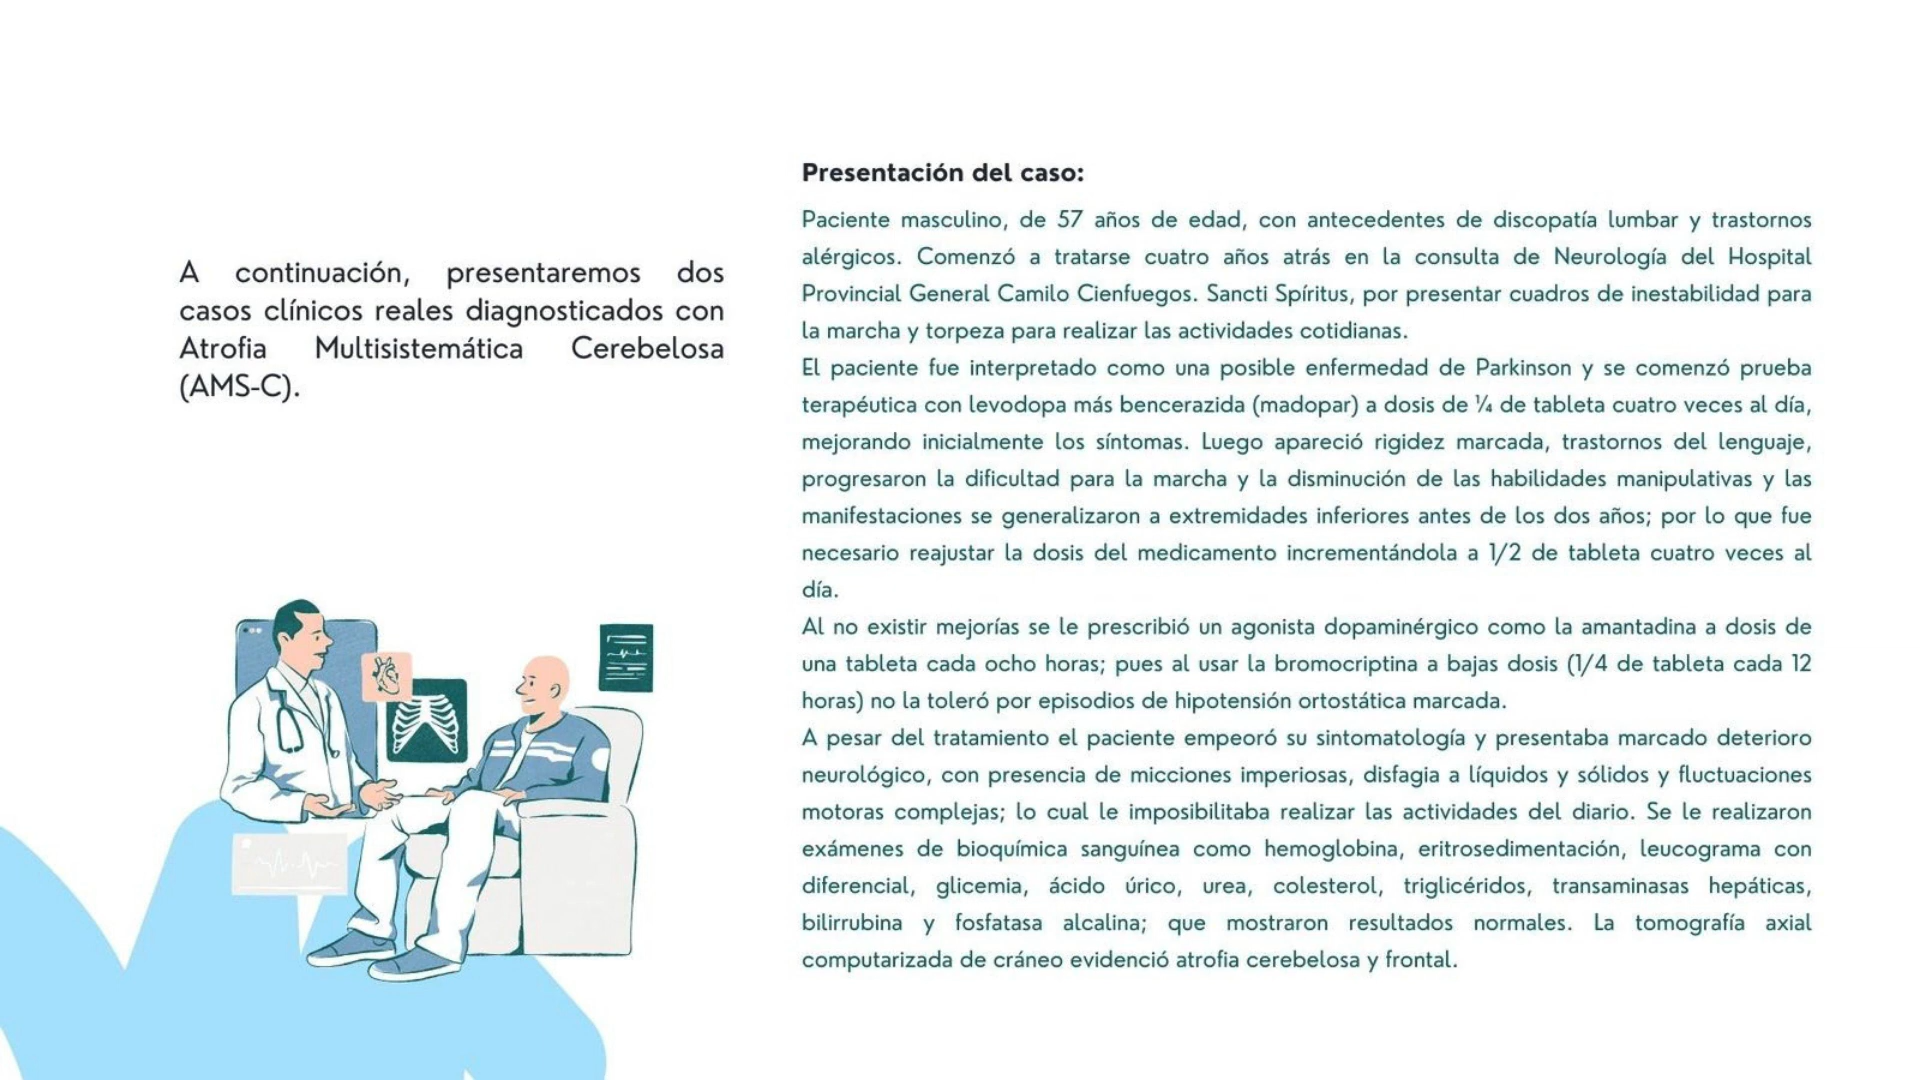 A continuación, presentaremos dos
casos clínicos reales diagnosticados con
Atrofia Multisistemática Cerebelosa
(AMS-C).
Presentación del caso:
Paciente masculino, de 57 años de edad, con antecedentes de discopatía lumbar y trastornos
alérgicos. Comenzó a tratarse cuatro años atrás en la consulta de Neurología del Hospital
Provincial General Camilo Cienfuegos. Sancti Spíritus, por presentar cuadros de inestabilidad para
la marcha y torpeza para realizar las actividades cotidianas.
El paciente fue interpretado como una posible enfermedad de Parkinson y se comenzó prueba
terapéutica con levodopa más bencerazida (madopar) a dosis de ¼ de tableta cuatro veces al día,
mejorando inicialmente los síntomas. Luego apareció rigidez marcada, trastornos del lenguaje,
progresaron la dificultad para la marcha y la disminución de las habilidades manipulativas y las
manifestaciones se generalizaron a extremidades inferiores antes de los dos años; por lo que fue
necesario reajustar la dosis del medicamento incrementándola a 1/2 de tableta cuatro veces al
día.
Al no existir mejorías se le prescribió un agonista dopaminérgico como la amantadina a dosis de
una tableta cada ocho horas; pues al usar la bromocriptina a bajas dosis (1/4 de tableta cada 12
horas) no la toleró por episodios de hipotensión ortostática marcada.
A pesar del tratamiento el paciente empeoró su sintomatología y presentaba marcado deterioro
neurológico, con presencia de micciones imperiosas, disfagia a líquidos y sólidos y fluctuaciones
motoras complejas; lo cual le imposibilitaba realizar las actividades del diario. Se le realizaron
exámenes de bioquímica sanguínea como hemoglobina, eritrosedimentación, leucograma con
diferencial, glicemia, ácido úrico, urea, colesterol, triglicéridos, transaminasas hepáticas,
bilirrubina y fosfatasa alcalina; que mostraron resultados normales. La tomografía axial
computarizada de cráneo evidenció atrofia cerebelosa y frontal.